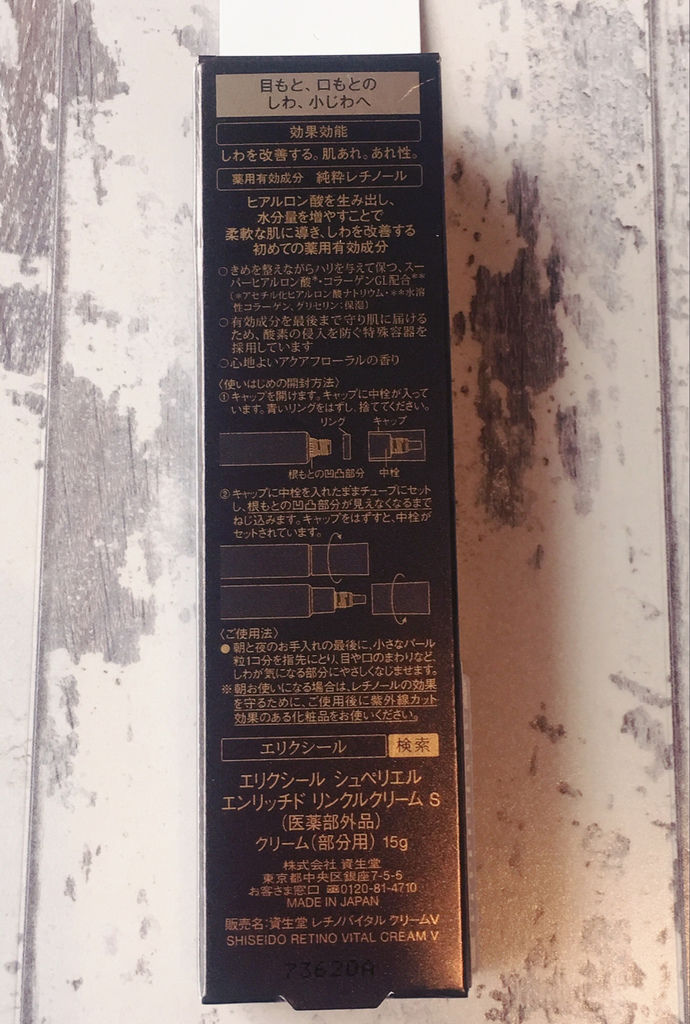 目もと、口もとの
しわ、小じわへ
効果効能
しわを改善する。肌あれ。あれ性。
薬用有効成分 純粋レチノール
ヒアルロン酸を生み出し、
水分量を増やすことで
柔軟な肌に導き、しわを改善する
初めての薬用有効成分
○きめを整えながらハリを与えて保つ、スー
パーヒアルロン酸*・コラーゲンGL配合**
(*アセチル化ヒアルロン酸ナトリウム・**水溶
性コラーゲン、グリセリン:保湿)
○有効成分を最後まで守り肌に届ける
ため、酸素の侵入を防ぐ特殊容器を
採用しています
○心地よいアクアフローラルの香り
〈使いはじめの開封方法〉
①キャップを開けます。キャップに中栓が入って
います。青いリングをはずし、捨ててください。
リング キャップ
根もとの凹凸部分 中栓
②キャップに中栓を入れたままチューブにセット
し、根もとの凹凸部分が見えなくなるまで
ねじ込みます。キャップをはずすと、中栓が
セットされています。
〈ご使用法〉
●朝と夜のお手入れの最後に、小さなパール
粒1コ分を指先にとり、目や口のまわりなど、
しわが気になる部分にやさしくなじませます。
※朝お使いになる場合は、レチノールの効果
を守るために、ご使用後に紫外線カット
効果のある化粧品をお使いください。
エリクシール 検索
エリクシール シュペリエル
エンリッチド リンクルクリーム S
(医薬部外品)
クリーム(部分用) 15g
株式会社 資生堂
東京都中央区銀座7-5-5
お客さま窓口 0120-81-4710
MADE IN JAPAN
販売名:資生堂 レチノバイタル クリームV
SHISEIDO RETINO VITAL CREAM V
7362OA